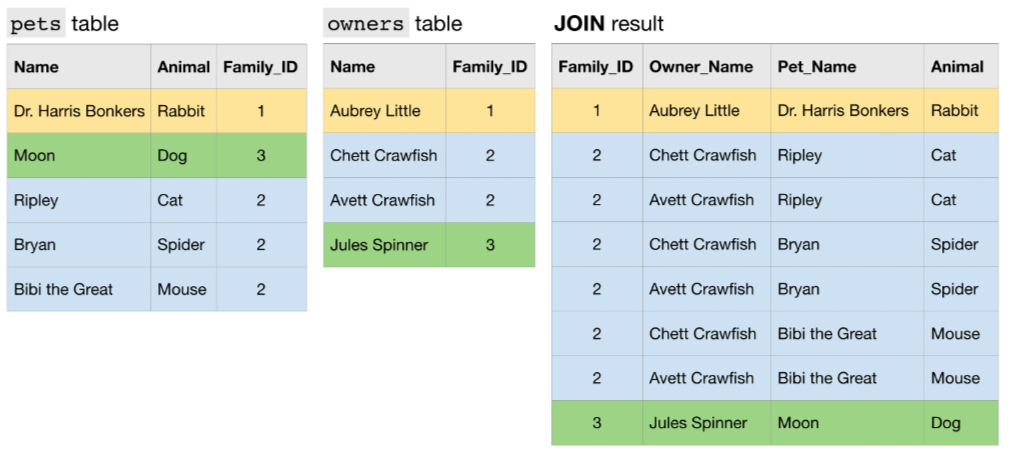 pets table
Name Animal Family_ID
Dr. Harris Bonkers Rabbit 1
Moon Dog 3
Ripley Cat 2
Bryan Spider 2
Bibi the Great Mouse 2
owners table
Name Family_ID
Aubrey Little 1
Chett Crawfish 2
Avett Crawfish 2
Jules Spinner 3
JOIN result
Family_ID Owner_Name Pet_Name Animal
1 Aubrey Little Dr. Harris Bonkers Rabbit
2 Chett Crawfish Ripley Cat
2 Avett Crawfish Ripley Cat
2 Chett Crawfish Bryan Spider
2 Avett Crawfish Bryan Spider
2 Chett Crawfish Bibi the Great Mouse
2 Avett Crawfish Bibi the Great Mouse
3 Jules Spinner Moon Dog